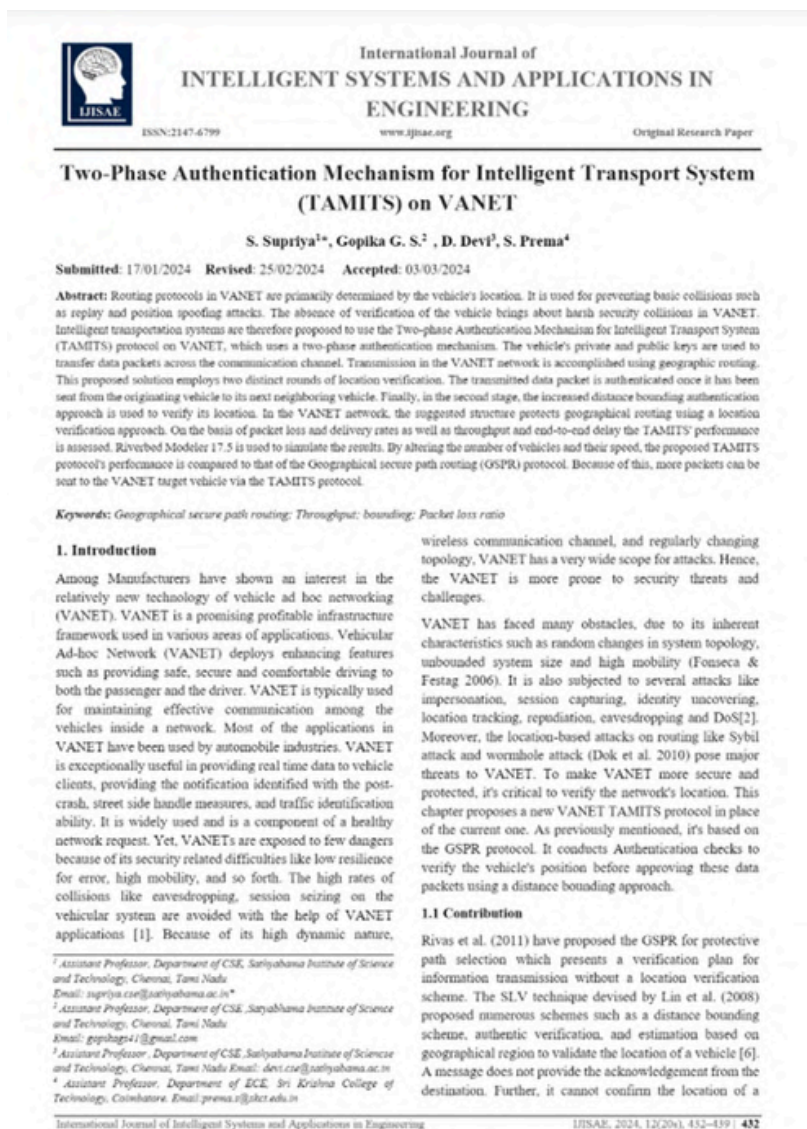 IJISAE
International Journal of
INTELLIGENT SYSTEMS AND APPLICATIONS IN
ENGINEERING
ISSN:2147-6799 www.ijisae.org Original Research Paper
Two-Phase Authentication Mechanism for Intelligent Transport System
(TAMITS) on VANET
S. Supriya1*, Gopika G. S.2 , D. Devi3, S. Prema4
Submitted: 17/01/2024 Revised: 25/02/2024 Accepted: 03/03/2024
Abstract: Routing protocols in VANET are primarily determined by the vehicle's location. It is used for preventing basic collisions such
as replay and position spoofing attacks. The absence of verification of the vehicle brings about harsh security collisions in VANET.
Intelligent transportation systems are therefore proposed to use the Two-phase Authentication Mechanism for Intelligent Transport System
(TAMITS) protocol on VANET, which uses a two-phase authentication mechanism. The vehicle's private and public keys are used to
transfer data packets across the communication channel. Transmission in the VANET network is accomplished using geographic routing.
This proposed solution employs two distinct rounds of location verification. The transmitted data packet is authenticated once it has been
sent from the originating vehicle to its next neighboring vehicle. Finally, in the second stage, the increased distance bounding authentication
approach is used to verify its location. In the VANET network, the suggested structure protects geographical routing using a location
verification approach. On the basis of packet loss and delivery rates as well as throughput and end-to-end delay the TAMITS' performance
is assessed. Riverbed Modeler 17.5 is used to simulate the results. By altering the number of vehicles and their speed, the proposed TAMITS
protocol's performance is compared to that of the Geographical secure path routing (GSPR) protocol. Because of this, more packets can be
sent to the VANET target vehicle via the TAMITS protocol.
Keywords: Geographical secure path routing; Throughput; bounding; Packet loss ratio
1. Introduction
Among Manufacturers have shown an interest in the
relatively new technology of vehicle ad hoc networking
(VANET). VANET is a promising profitable infrastructure
framework used in various areas of applications. Vehicular
Ad-hoc Network (VANET) deploys enhancing features
such as providing safe, secure and comfortable driving to
both the passenger and the driver. VANET is typically used
for maintaining effective communication among the
vehicles inside a network. Most of the applications in
VANET have been used by automobile industries. VANET
is exceptionally useful in providing real time data to vehicle
clients, providing the notification identified with the post-
crash, street side handle measures, and traffic identification
ability. It is widely used and is a component of a healthy
network request. Yet, VANETs are exposed to few dangers
because of its security related difficulties like low resilience
for error, high mobility, and so forth. The high rates of
collisions like eavesdropping, session seizing on the
vehicular system are avoided with the help of VANET
applications [1]. Because of its high dynamic nature,
1 Assistant Professor, Department of CSE, Sathyabama Institute of Science
and Technology, Chennai, Tami Nadu
Email: supriya.cse@sathyabama.ac.in*
2 Assistant Professor, Department of CSE ,Satyabhama Institute of Science
and Technology, Chennai, Tami Nadu
Email: gopikags41@gmail.com
3 Assistant Professor , Department of CSE, Sathyabama Institute of Sciencse
and Technology, Chennai, Tami Nadu Email: devi.cse@sathyabama.ac.in
4 Assistant Professor, Department of ECE, Sri Krishna College of
Technology, Coimbatore. Email:prema.s@skct.edu.in
wireless communication channel, and regularly changing
topology, VANET has a very wide scope for attacks. Hence,
the VANET is more prone to security threats and
challenges.
VANET has faced many obstacles, due to its inherent
characteristics such as random changes in system topology,
unbounded system size and high mobility (Fonseca &
Festag 2006). It is also subjected to several attacks like
impersonation, session capturing, identity uncovering,
location tracking, repudiation, eavesdropping and DoS[2].
Moreover, the location-based attacks on routing like Sybil
attack and wormhole attack (Dok et al. 2010) pose major
threats to VANET. To make VANET more secure and
protected, it's critical to verify the network's location. This
chapter proposes a new VANET TAMITS protocol in place
of the current one. As previously mentioned, it's based on
the GSPR protocol. It conducts Authentication checks to
verify the vehicle's position before approving these data
packets using a distance bounding approach.
1.1 Contribution
Rivas et al. (2011) have proposed the GSPR for protective
path selection which presents a verification plan for
information transmission without a location verification
scheme. The SLV technique devised by Lin et al. (2008)
proposed numerous schemes such as a distance bounding
scheme, authentic verification, and estimation based on
geographical region to validate the location of a vehicle [6].
A message does not provide the acknowledgement from the
destination. Further, it cannot confirm the location of a
International Journal of Intelligent Systems and Applications in Engineering IJISAE, 2024, 12(20s), 432–439 | 432